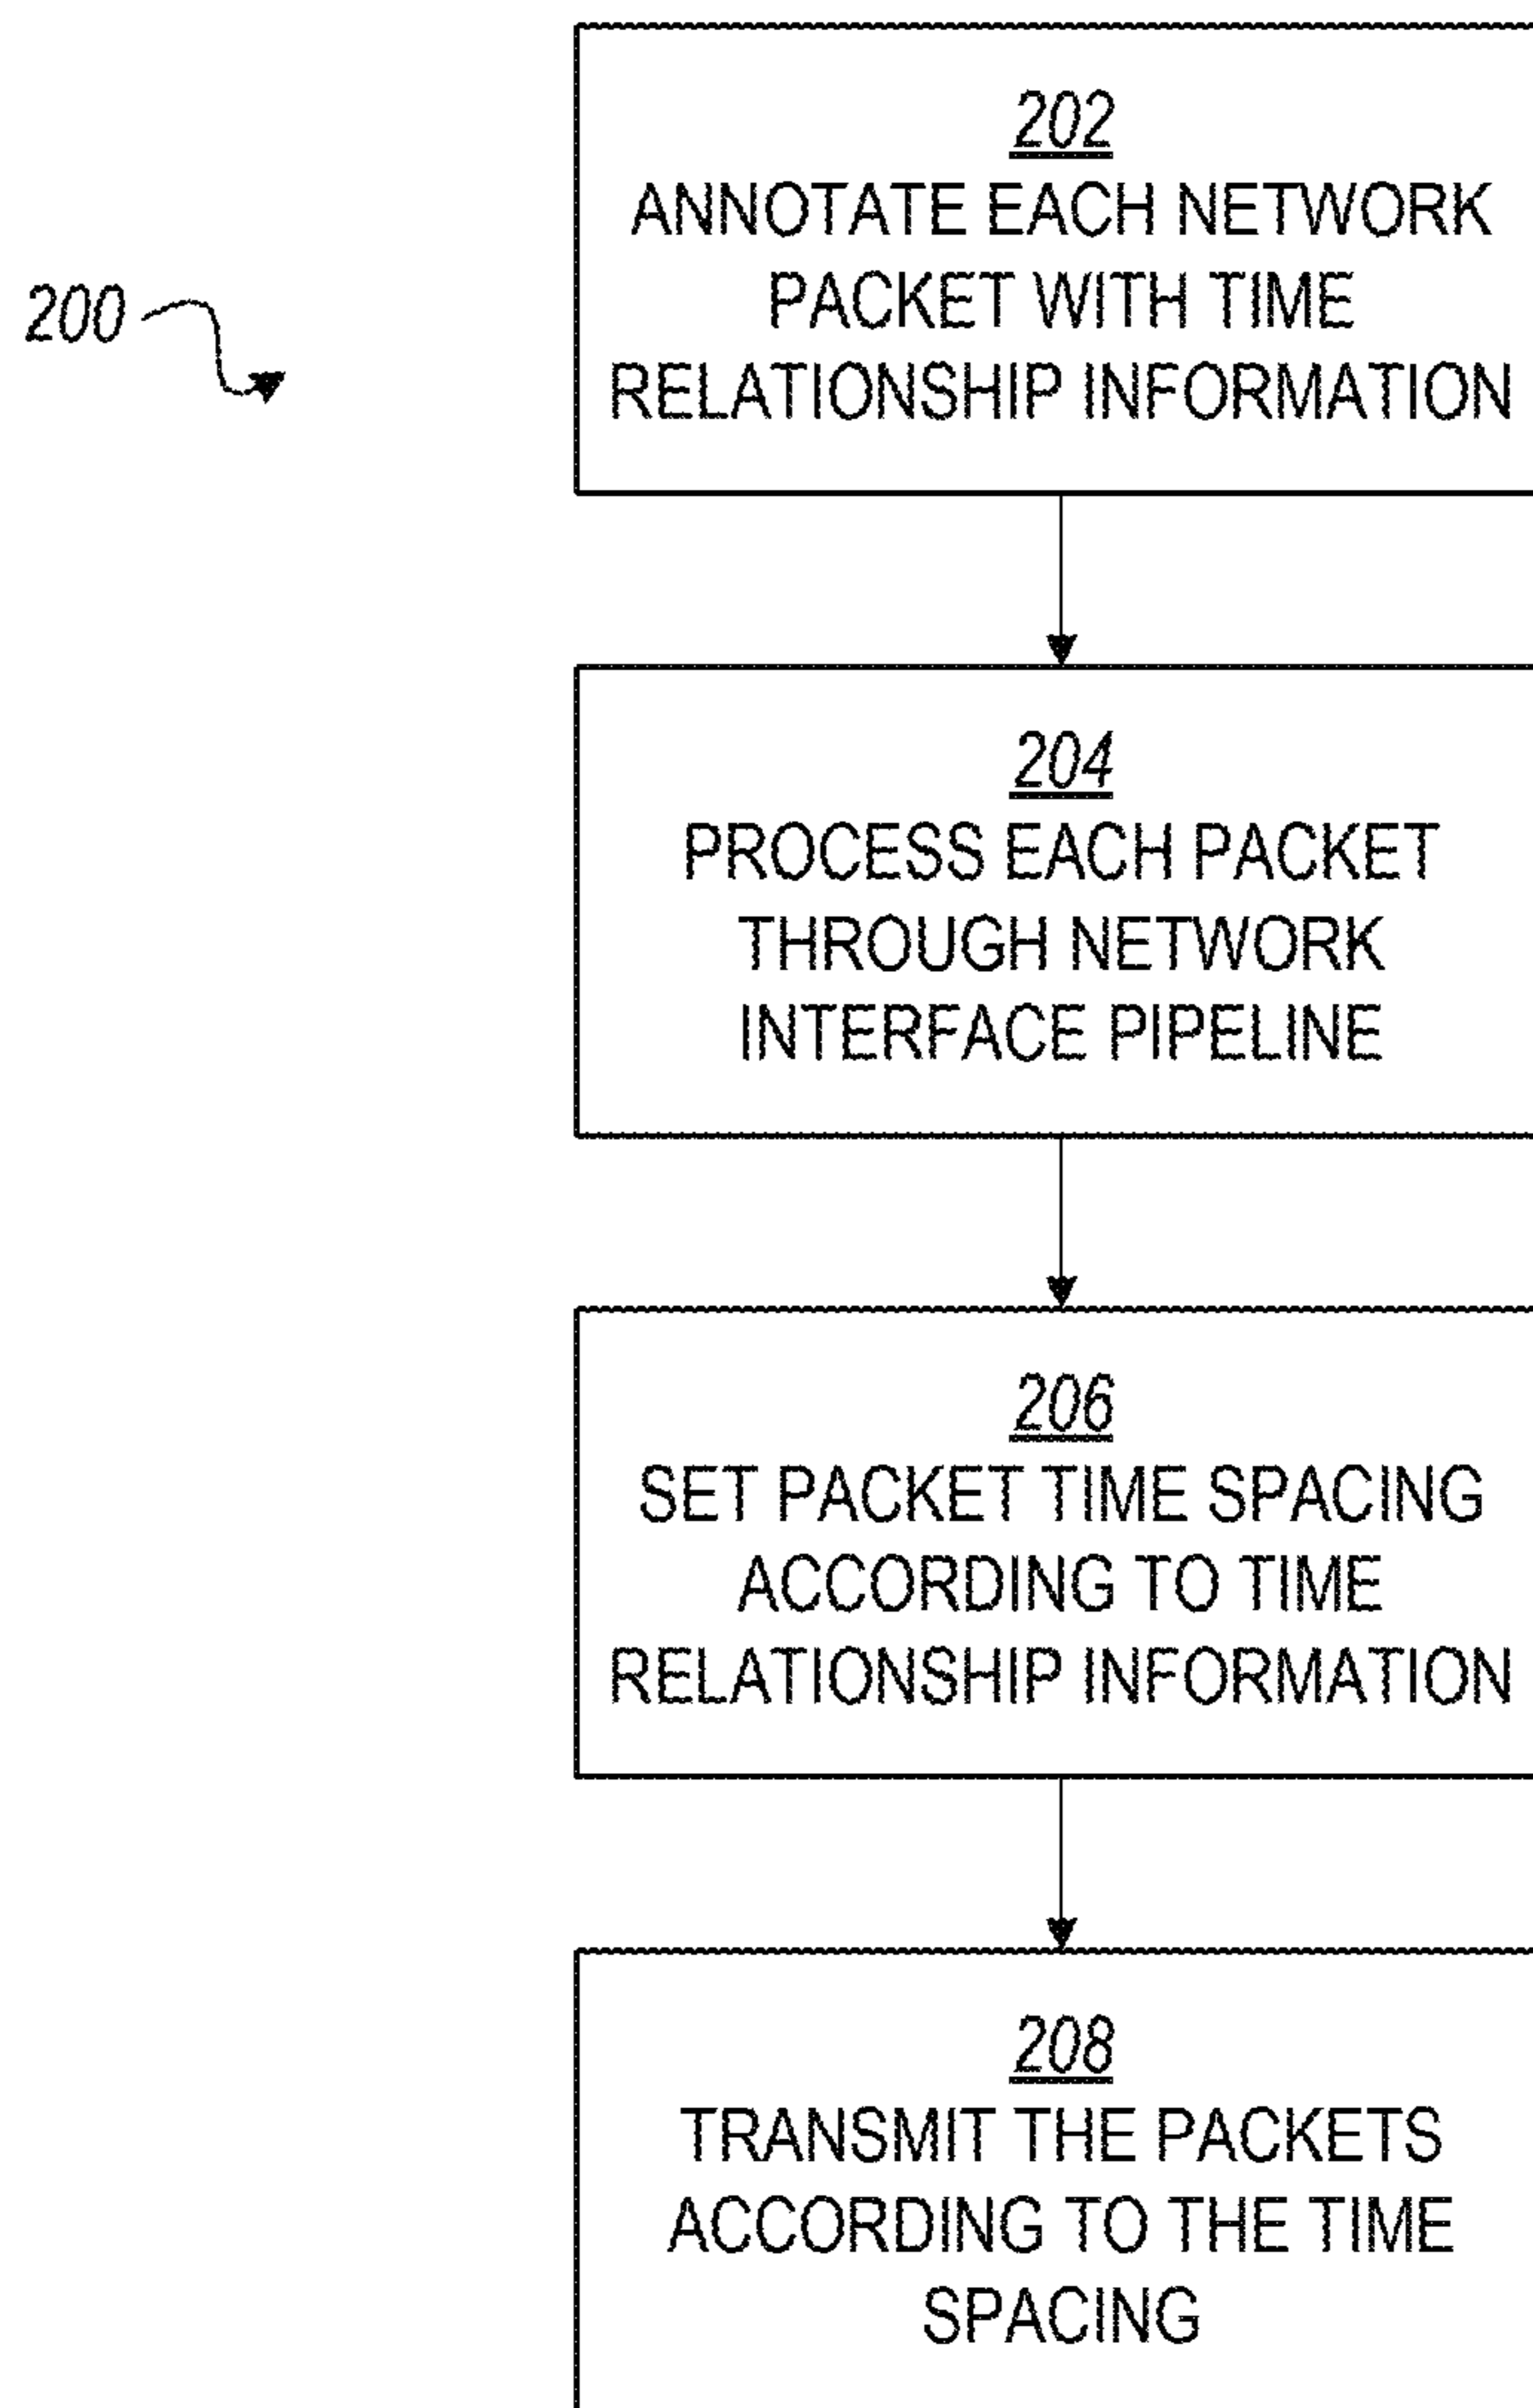 202
ANNOTATE EACH NETWORK
PACKET WITH TIME
RELATIONSHIP INFORMATION
200
204
PROCESS EACH PACKET
THROUGH NETWORK
INTERFACE PIPELINE
206
SET PACKET TIME SPACING
ACCORDING TO TIME
RELATIONSHIP INFORMATION
208
TRANSMIT THE PACKETS
ACCORDING TO THE TIME
SPACING